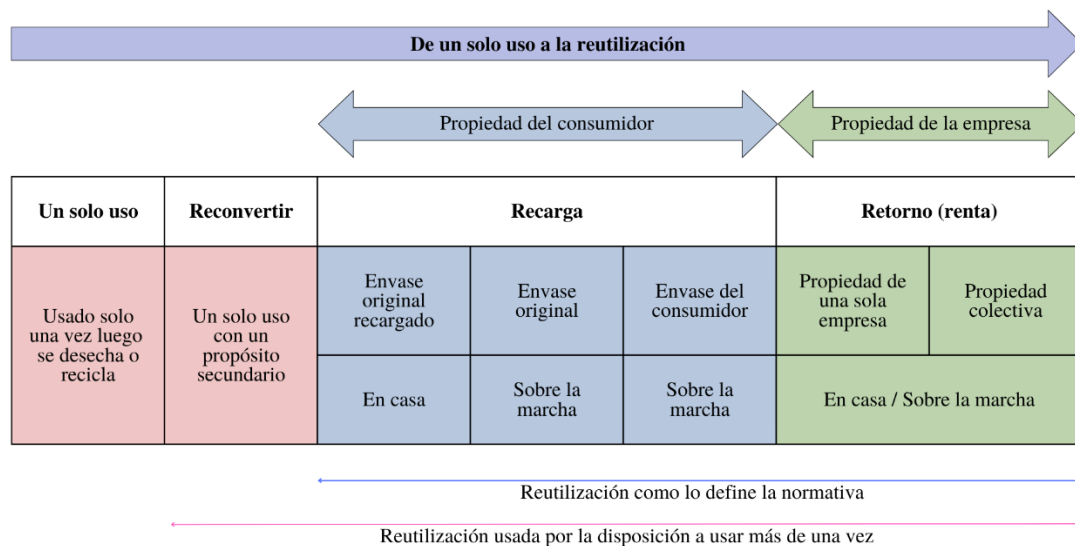 De un solo uso a la reutilización
Propiedad del consumidor
Propiedad de la empresa
Un solo uso
Reconvertir
Recarga
Retorno (renta)
Usado solo
una vez luego
se desecha o
recicla
Un solo uso
con un
propósito
secundario
Envase
original
recargado
Envase
original
Envase del
consumidor
Propiedad de
una sola
empresa
Propiedad
colectiva
En casa
Sobre la
marcha
Sobre la
marcha
En casa / Sobre la marcha
Reutilización como lo define la normativa
Reutilización usada por la disposición a usar más de una vez